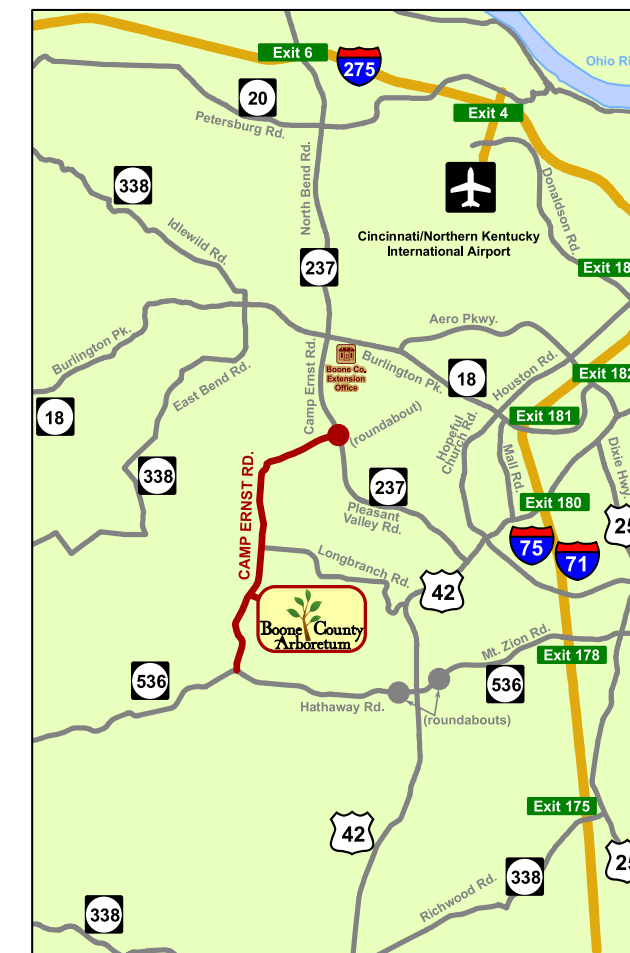 Exit 6
275
Ohio Ri
20
Exit 4
Petersburg Rd.
338
North Bend Rd.
Donaldson Rd.
Idlewild Rd.
Cincinnati/Northern Kentucky
International Airport
237
Exit 18
Aero Pkwy.
Burlington Pk.
Camp Ernst Rd.
Boone Co.
Extension
Office
Burlington Pk.
18
Houston Rd.
Exit 182
East Bend Rd.
18
(roundabout)
Exit 181
Hopeful
Church Rd.
Mall Rd.
Dixie Hwy.
338
CAMP ERNST RD.
237
Pleasant
Valley Rd.
Exit 180
25
75
71
Longbranch Rd.
42
Boone County
Arboretum
Mt. Zion Rd.
Exit 178
536
536
Hathaway Rd.
(roundabouts)
Exit 175
42
25
338
Richwood Rd.
338